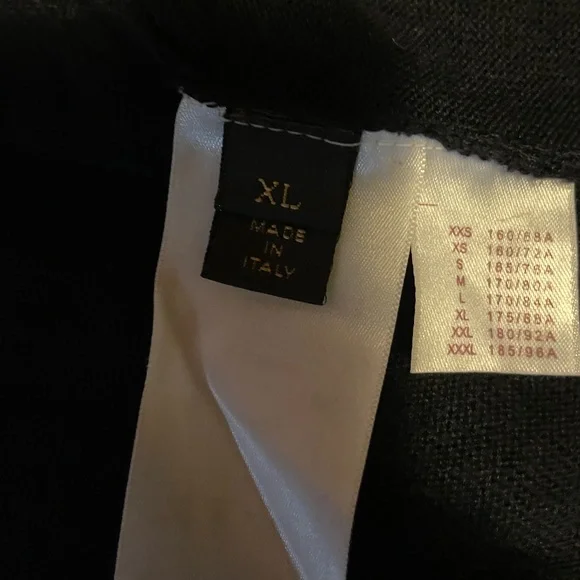 XL
MADE
IN
ITALY
XXS 160/68A
XS 160/72A
S 165/76A
M 170/80A
L 170/84A
XL 175/88A
XXL 180/92A
XXXL 185/96A